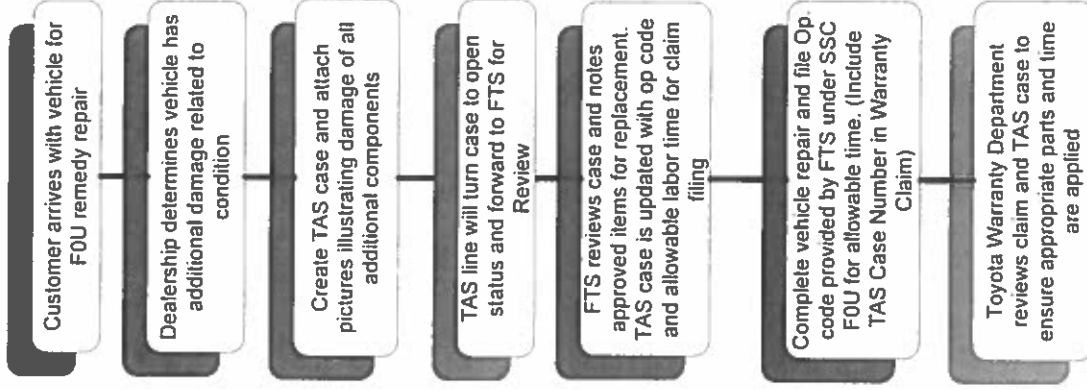 Customer arrives with vehicle for
F0U remedy repair
Dealership determines vehicle has
additional damage related to
condition
Create TAS case and attach
pictures illustrating damage of all
additional components
TAS line will turn case to open
status and forward to FTS for
Review
FTS reviews case and notes
approved items for replacement.
TAS case is updated with op code
and allowable labor time for claim
filling
Complete vehicle repair and file Op.
code provided by FTS under SSC
F0U for allowable time. (Include
TAS Case Number in Warranty
Claim)
Toyota Warranty Department
reviews claim and TAS case to
ensure appropriate parts and time
are applied